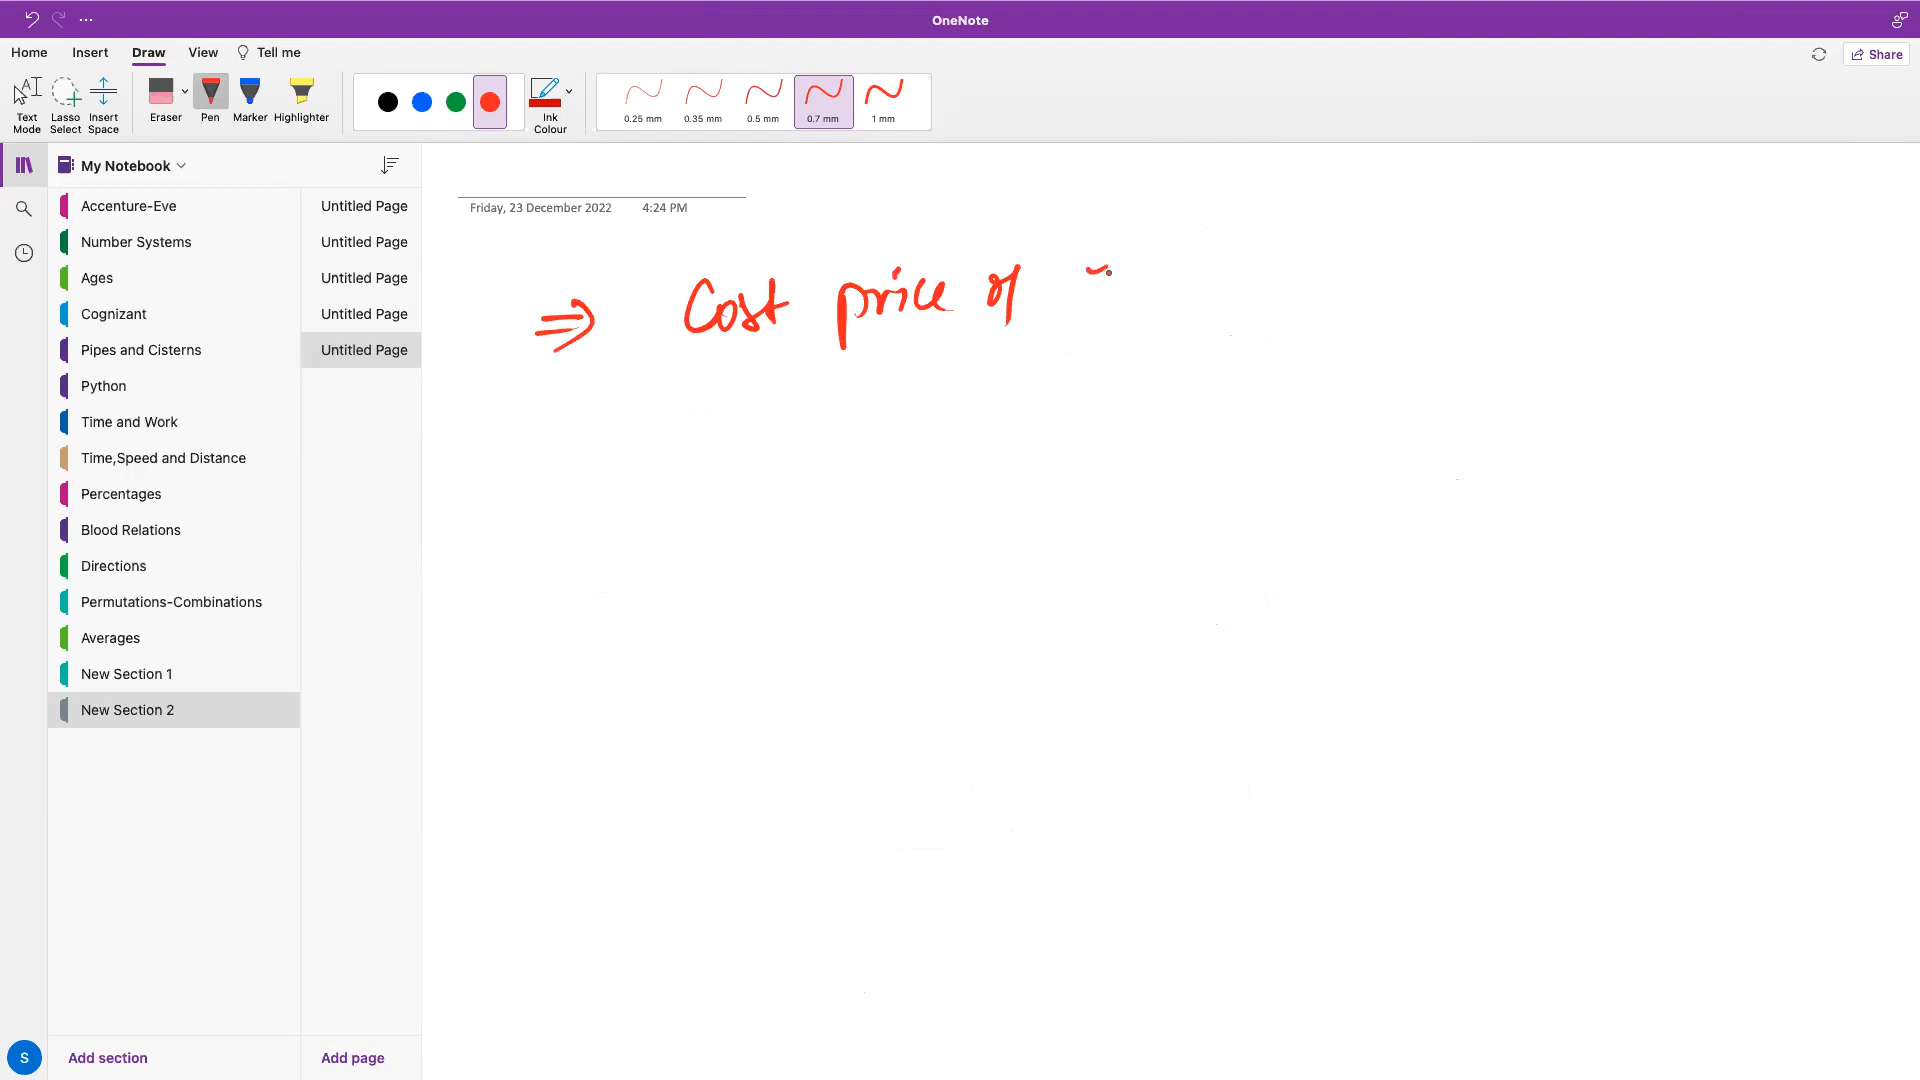 OneNote
Home Insert Draw View Tell me
Share
Text Mode
Lasso Select
Insert Space
Eraser
Pen
Marker
Highlighter
Ink Colour
0.25 mm
0.35 mm
0.5 mm
0.7 mm
1 mm
My Notebook
Accenture-Eve
Number Systems
Ages
Cognizant
Pipes and Cisterns
Python
Time and Work
Time,Speed and Distance
Percentages
Blood Relations
Directions
Permutations-Combinations
Averages
New Section 1
New Section 2
Add section
Untitled Page
Untitled Page
Untitled Page
Untitled Page
Untitled Page
Add page
Friday, 23 December 2022 4:24 PM
⇒ Cost price of
S